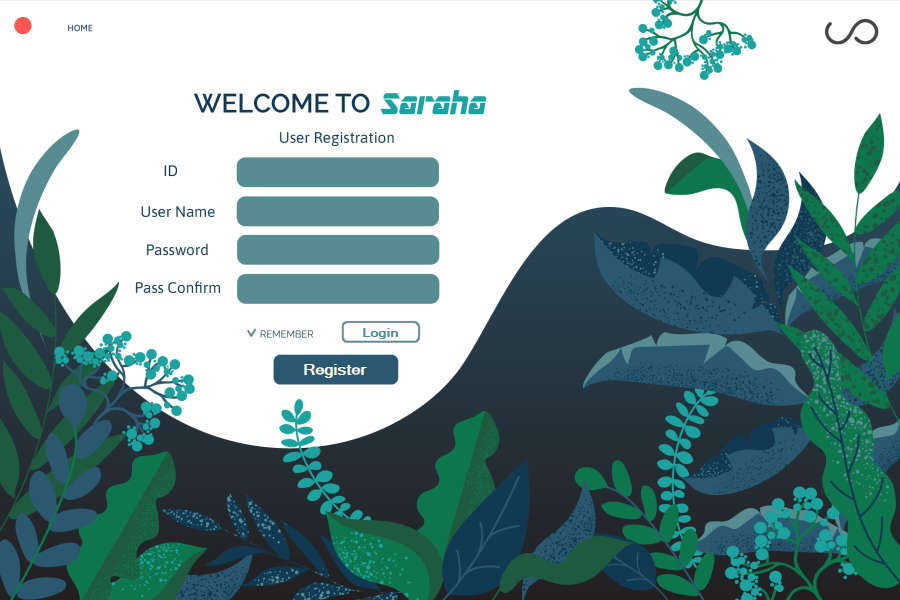 HOME
WELCOME TO Saraha
User Registration
ID
User Name
Password
Pass Confirm
REMEMBER
Login
Register